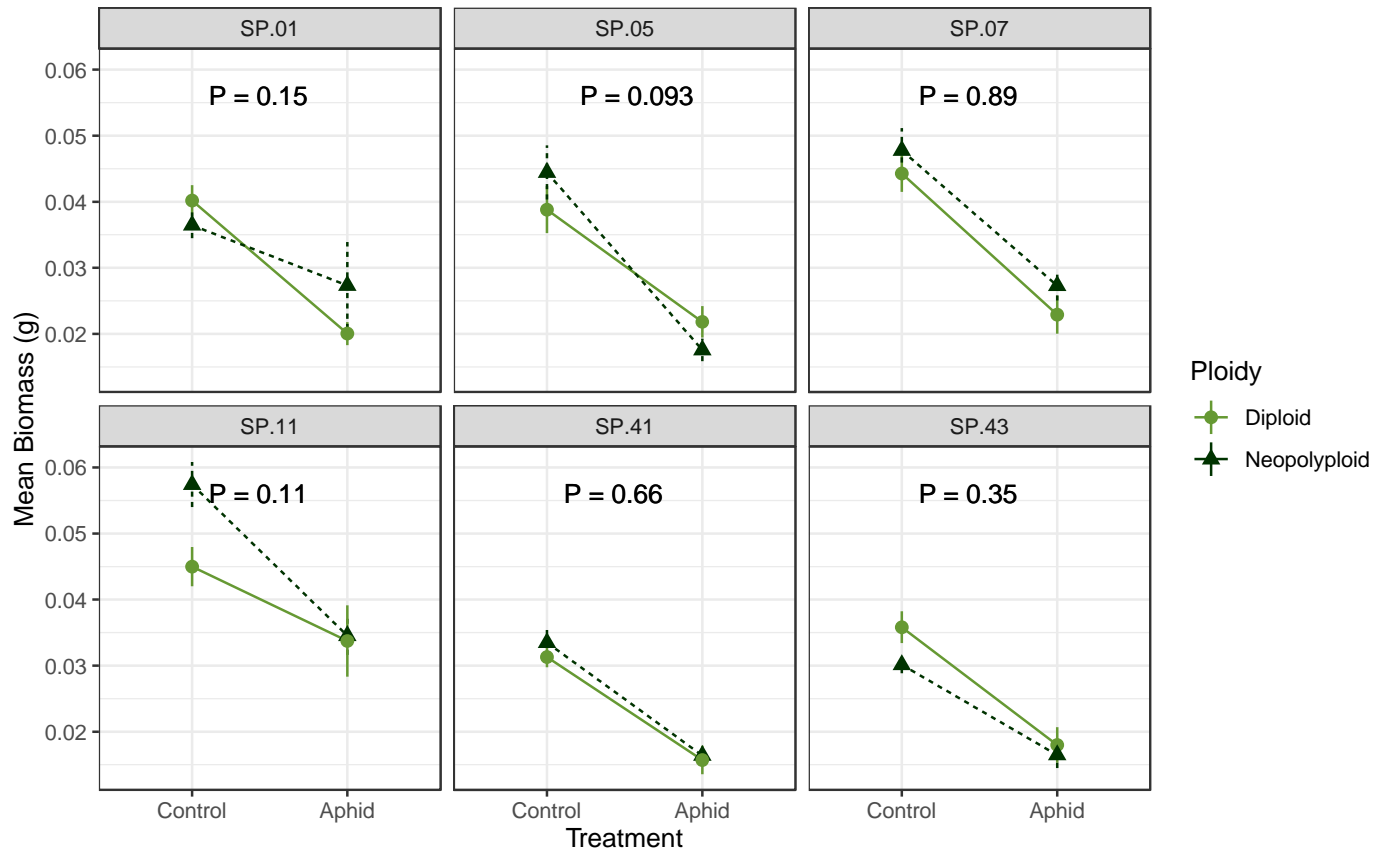 SP.01
SP.05
SP.07
0.06
0.05
0.04
0.03
0.02
P = 0.15
P = 0.093
P = 0.89
SP.11
SP.41
SP.43
0.06
0.05
0.04
0.03
0.02
P = 0.11
P = 0.66
P = 0.35
Mean Biomass (g)
Control
Aphid
Control
Aphid
Control
Aphid
Treatment
Ploidy
Diploid
Neopolyploid